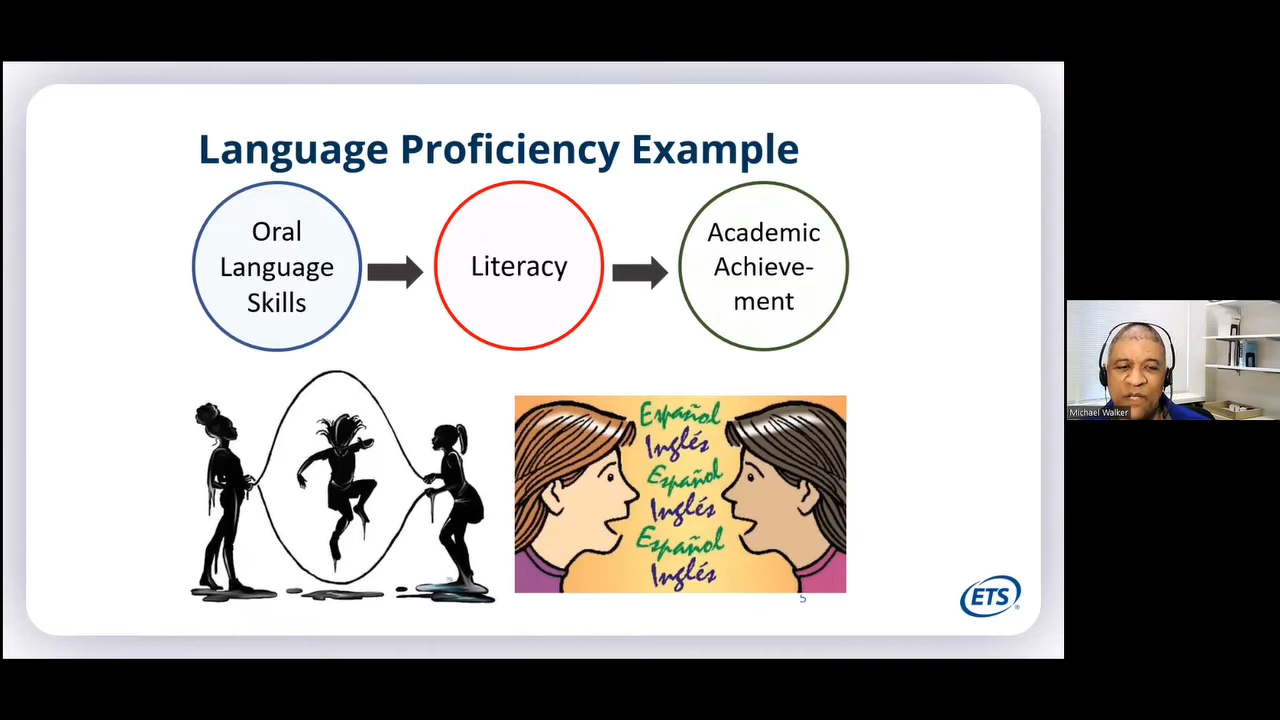 Language Proficiency Example
Oral
Language
Skills
Literacy
Academic
Achieve-
ment
Español
Inglés
Español
Inglés
Español
Inglés
5
ETS
Michael Walker